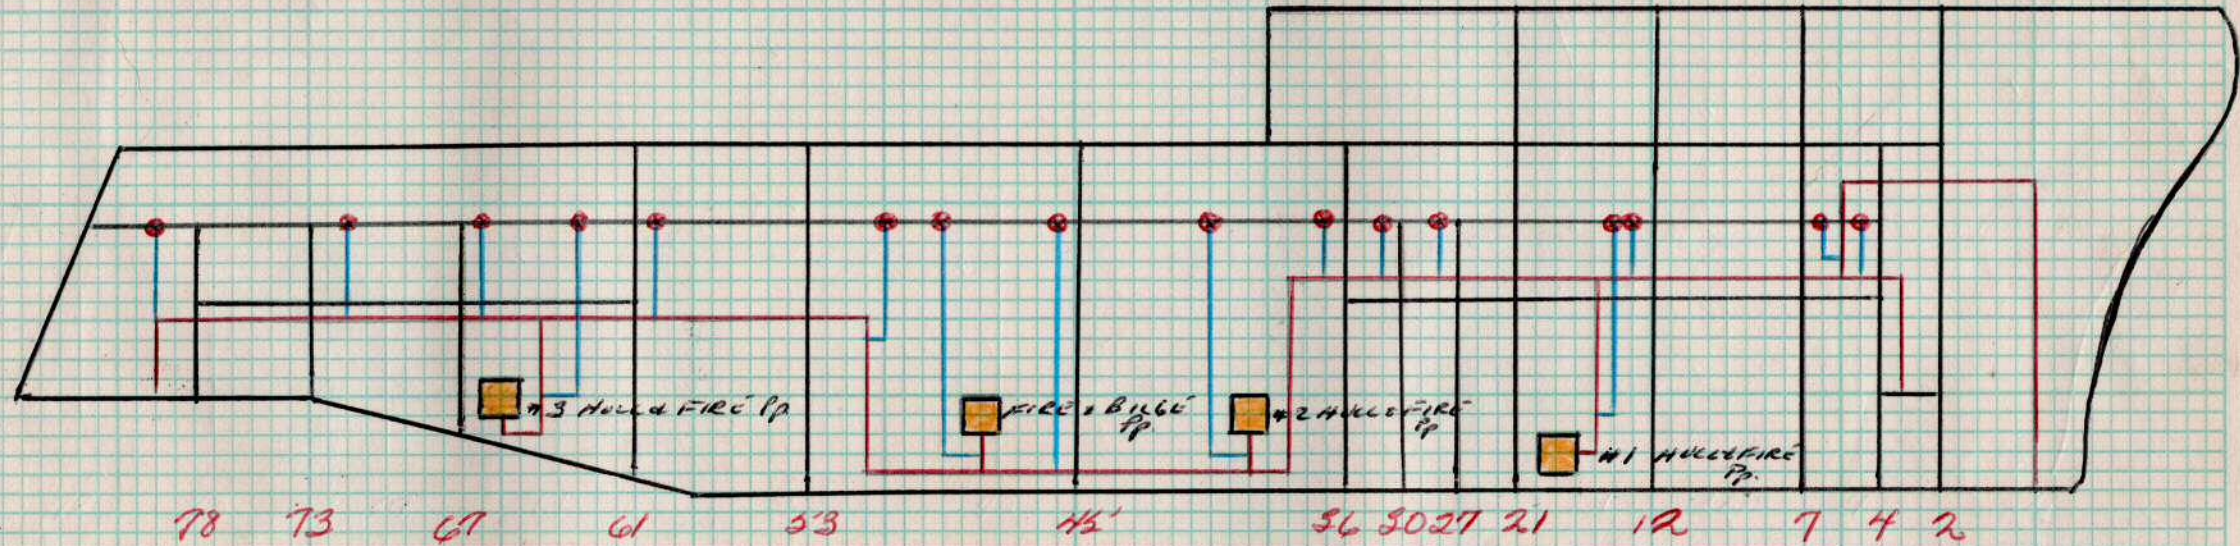 #3 HULL & FIRE Pp
FIRE & BILGE
Pp
#2 HULL & FIRE
Pp
#1 HULL & FIRE
Pp.
78 73 67 61 53 45 36 30 27 21 12 7 4 2